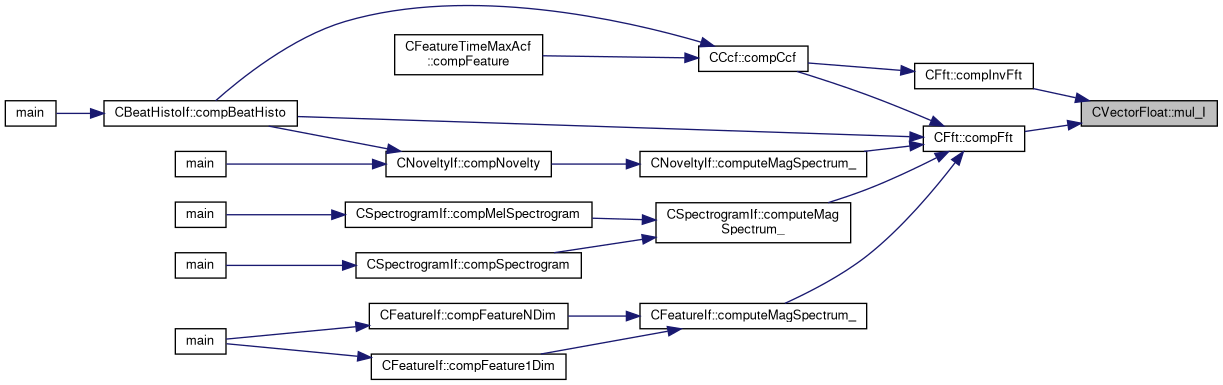 CFeatureTimeMaxAcf
::compFeature
CCcf::compCcf
CFft::compInvFft
main
CBeatHistoIf::compBeatHisto
CVectorFloat::mul_I
CFft::compFft
main
CNoveltyIf::compNovelty
CNoveltyIf::computeMagSpectrum_
main
CSpectrogramIf::compMelSpectrogram
CSpectrogramIf::computeMag
Spectrum_
main
CSpectrogramIf::compSpectrogram
CFeatureIf::compFeatureNDim
CFeatureIf::computeMagSpectrum_
main
CFeatureIf::compFeature1Dim